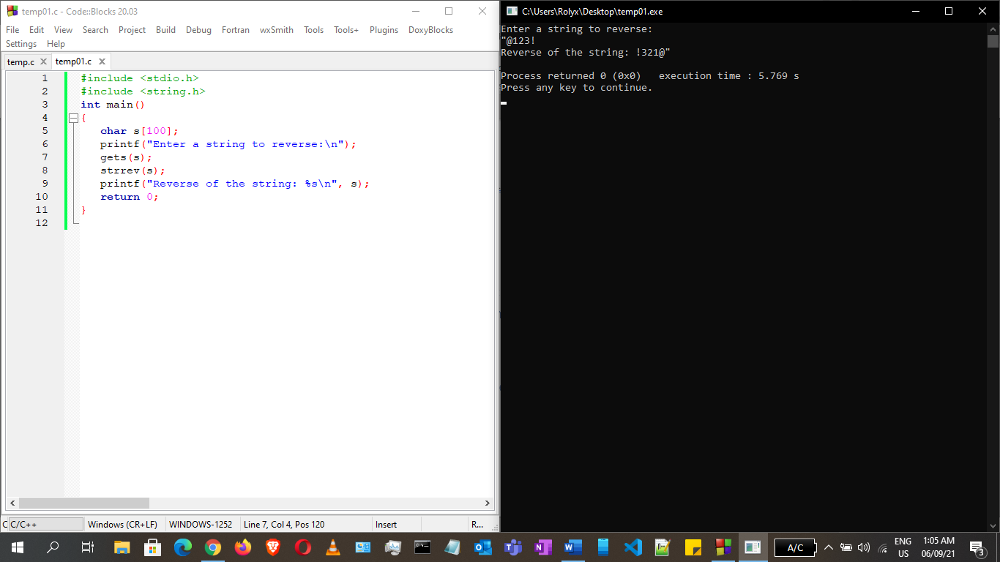 temp01.c - Code::Blocks 20.03
File Edit View Search Project Build Debug Fortran wxSmith Tools Tools+ Plugins DoxyBlocks
Settings Help
temp.c temp01.c
1 #include <stdio.h>
2 #include <string.h>
3 int main()
4 {
5 char s[100];
6 printf("Enter a string to reverse:\n");
7 gets(s);
8 strrev(s);
9 printf("Reverse of the string: %s\n", s);
10 return 0;
11 }
12
C C/C++ Windows (CR+LF) WINDOWS-1252 Line 7, Col 4, Pos 120 Insert R...
C:\Users\Rolyx\Desktop\temp01.exe
Enter a string to reverse:
"@123!
Reverse of the string: !321@"
Process returned 0 (0x0) execution time : 5.769 s
Press any key to continue.
A/C
ENG
US
1:05 AM
06/09/21
3